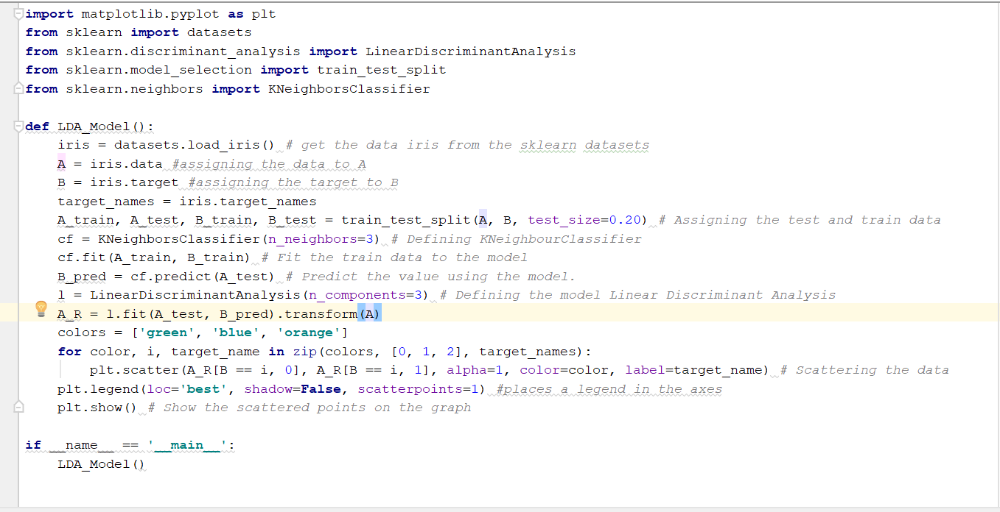 import matplotlib.pyplot as plt
from sklearn import datasets
from sklearn.discriminant_analysis import LinearDiscriminantAnalysis
from sklearn.model_selection import train_test_split
from sklearn.neighbors import KNeighborsClassifier
def LDA_Model():
iris = datasets.load_iris() # get the data iris from the sklearn datasets
A = iris.data #assigning the data to A
B = iris.target #assigning the target to B
target_names = iris.target_names
A_train, A_test, B_train, B_test = train_test_split(A, B, test_size=0.20) # Assigning the test and train data
cf = KNeighborsClassifier(n_neighbors=3) # Defining KNeighbourClassifier
cf.fit(A_train, B_train) # Fit the train data to the model
B_pred = cf.predict(A_test) # Predict the value using the model.
l = LinearDiscriminantAnalysis(n_components=3) # Defining the model Linear Discriminant Analysis
A_R = l.fit(A_test, B_pred).transform(A)
colors = ['green', 'blue', 'orange']
for color, i, target_name in zip(colors, [0, 1, 2], target_names):
plt.scatter(A_R[B == i, 0], A_R[B == i, 1], alpha=1, color=color, label=target_name) # Scattering the data
plt.legend(loc='best', shadow=False, scatterpoints=1) #places a legend in the axes
plt.show() # Show the scattered points on the graph
if __name__ == '__main__':
LDA_Model()